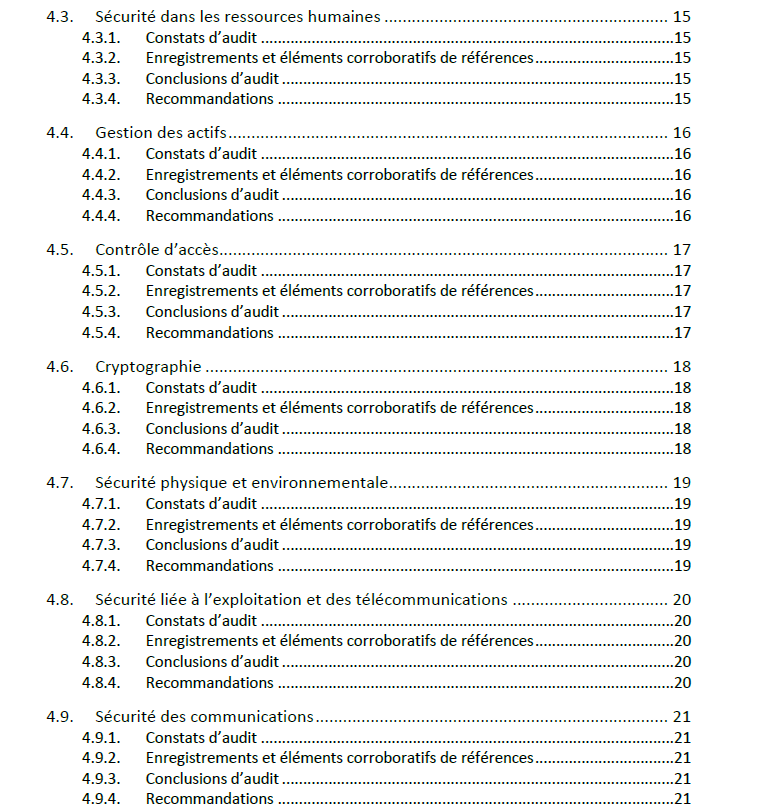 4.3. Sécurité dans les ressources humaines ............................................................. 15
4.3.1. Constats d’audit ....................................................................................................15
4.3.2. Enregistrements et éléments corroboratifs de références..................................15
4.3.3. Conclusions d’audit ..............................................................................................15
4.3.4. Recommandations ................................................................................................15
4.4. Gestion des actifs............................................................................................... 16
4.4.1. Constats d’audit ....................................................................................................16
4.4.2. Enregistrements et éléments corroboratifs de références..................................16
4.4.3. Conclusions d’audit ..............................................................................................16
4.4.4. Recommandations ................................................................................................16
4.5. Contrôle d’accès................................................................................................. 17
4.5.1. Constats d’audit ....................................................................................................17
4.5.2. Enregistrements et éléments corroboratifs de références..................................17
4.5.3. Conclusions d’audit ..............................................................................................17
4.5.4. Recommandations ................................................................................................17
4.6. Cryptographie .................................................................................................... 18
4.6.1. Constats d’audit ....................................................................................................18
4.6.2. Enregistrements et éléments corroboratifs de références..................................18
4.6.3. Conclusions d’audit ..............................................................................................18
4.6.4. Recommandations ................................................................................................18
4.7. Sécurité physique et environnementale............................................................. 19
4.7.1. Constats d’audit ....................................................................................................19
4.7.2. Enregistrements et éléments corroboratifs de références..................................19
4.7.3. Conclusions d’audit ..............................................................................................19
4.7.4. Recommandations ................................................................................................19
4.8. Sécurité liée à l’exploitation et des télécommunications .................................. 20
4.8.1. Constats d’audit ....................................................................................................20
4.8.2. Enregistrements et éléments corroboratifs de références..................................20
4.8.3. Conclusions d’audit ..............................................................................................20
4.8.4. Recommandations ................................................................................................20
4.9. Sécurité des communications............................................................................ 21
4.9.1. Constats d’audit ....................................................................................................21
4.9.2. Enregistrements et éléments corroboratifs de références..................................21
4.9.3. Conclusions d’audit ..............................................................................................21
4.9.4. Recommandations ................................................................................................21